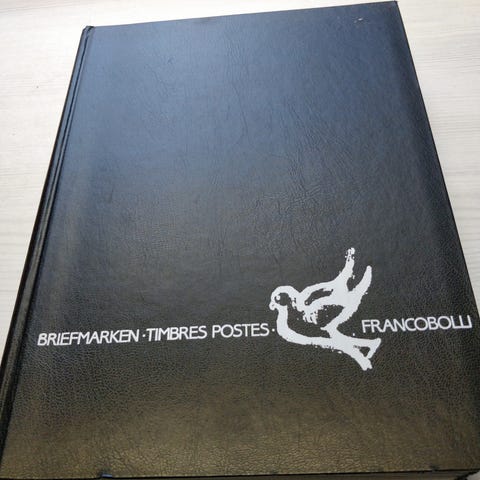 BRIEFMARKEN · TIMBRES POSTES · FRANCOBOLLI